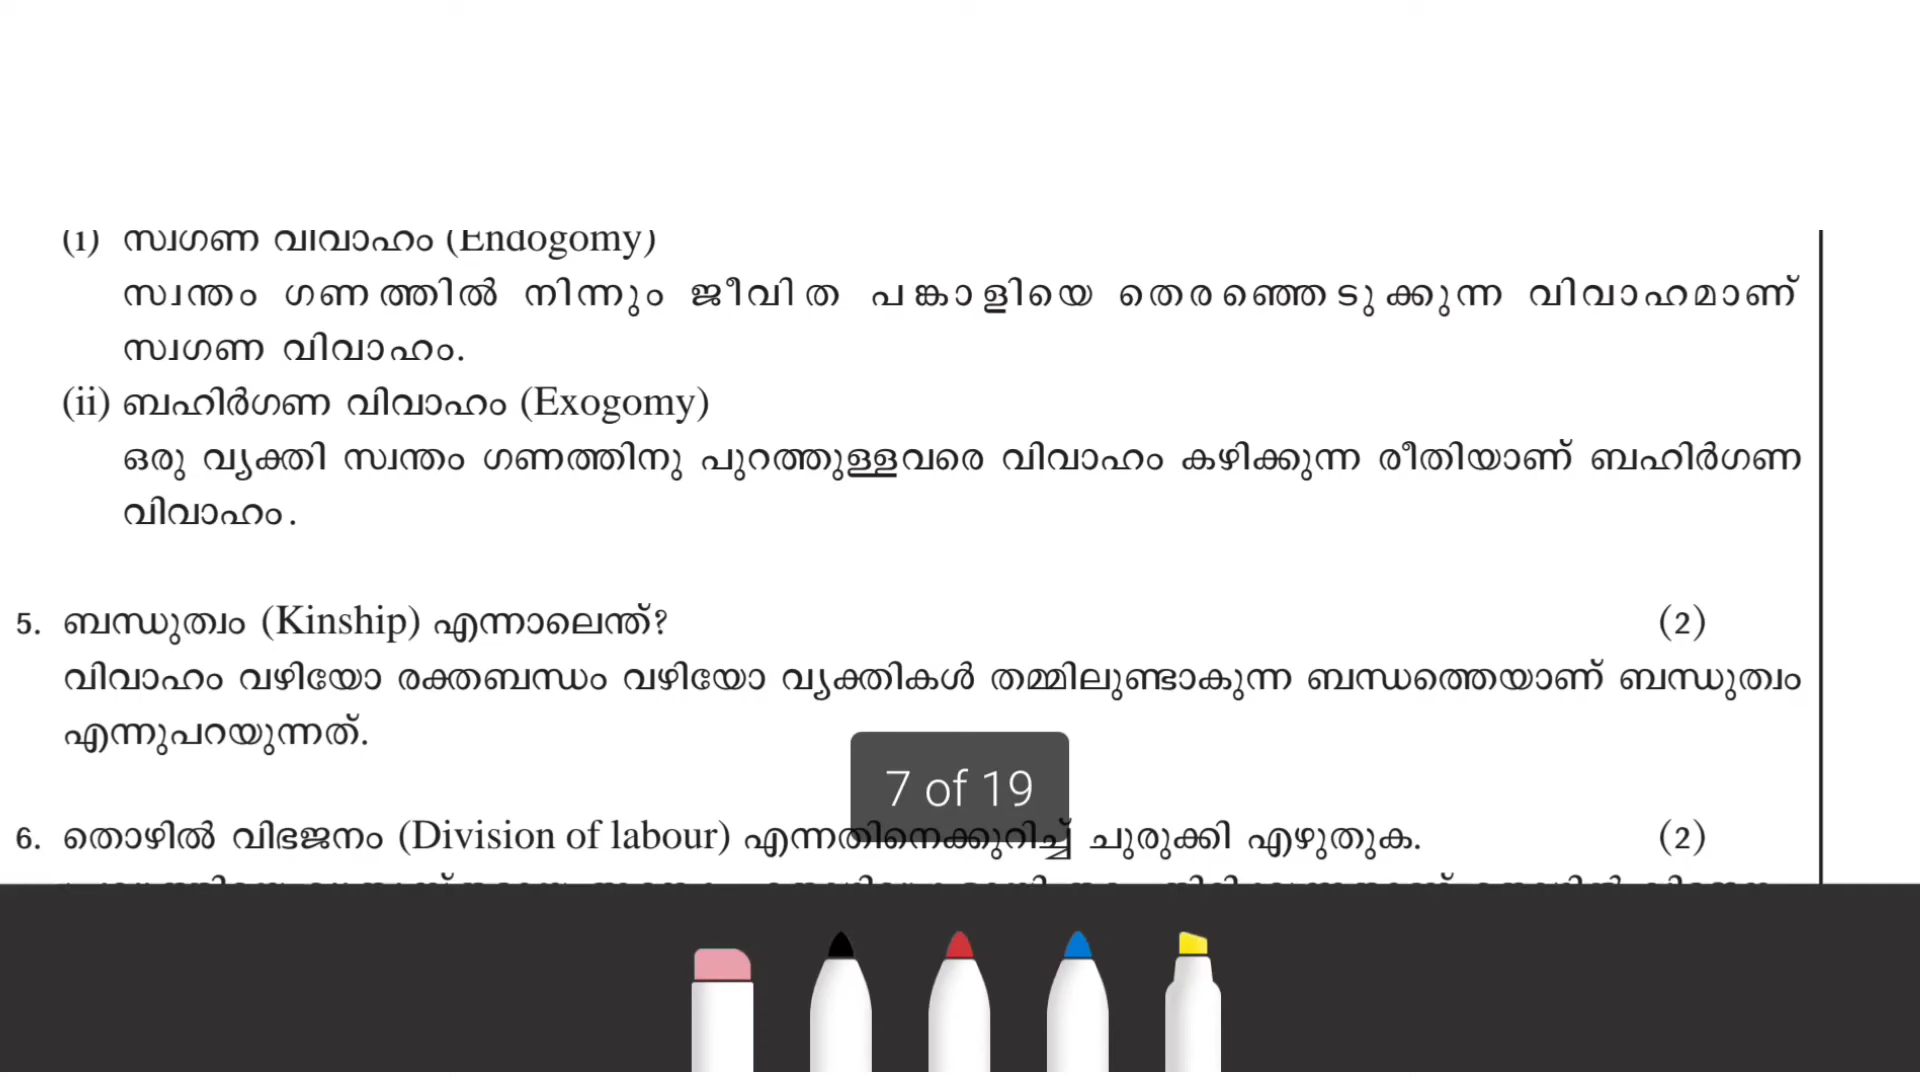 (i) സ്വഗണ വിവാഹം (Endogomy)
സ്വന്തം ഗണത്തിൽ നിന്നും ജീവിത പങ്കാളിയെ തെരഞ്ഞെടുക്കുന്ന വിവാഹമാണ്
സ്വഗണ വിവാഹം.
(ii) ബഹിർഗണ വിവാഹം (Exogomy)
ഒരു വ്യക്തി സ്വന്തം ഗണത്തിനു പുറത്തുള്ളവരെ വിവാഹം കഴിക്കുന്ന രീതിയാണ് ബഹിർഗണ
വിവാഹം.
5. ബന്ധുത്വം (Kinship) എന്നാലെന്ത്? (2)
വിവാഹം വഴിയോ രക്തബന്ധം വഴിയോ വ്യക്തികൾ തമ്മിലുണ്ടാകുന്ന ബന്ധത്തെയാണ് ബന്ധുത്വം
എന്നുപറയുന്നത്.
7 of 19
6. തൊഴിൽ വിഭജനം (Division of labour) എന്നതിനെക്കുറിച്ച് ചുരുക്കി എഴുതുക. (2)